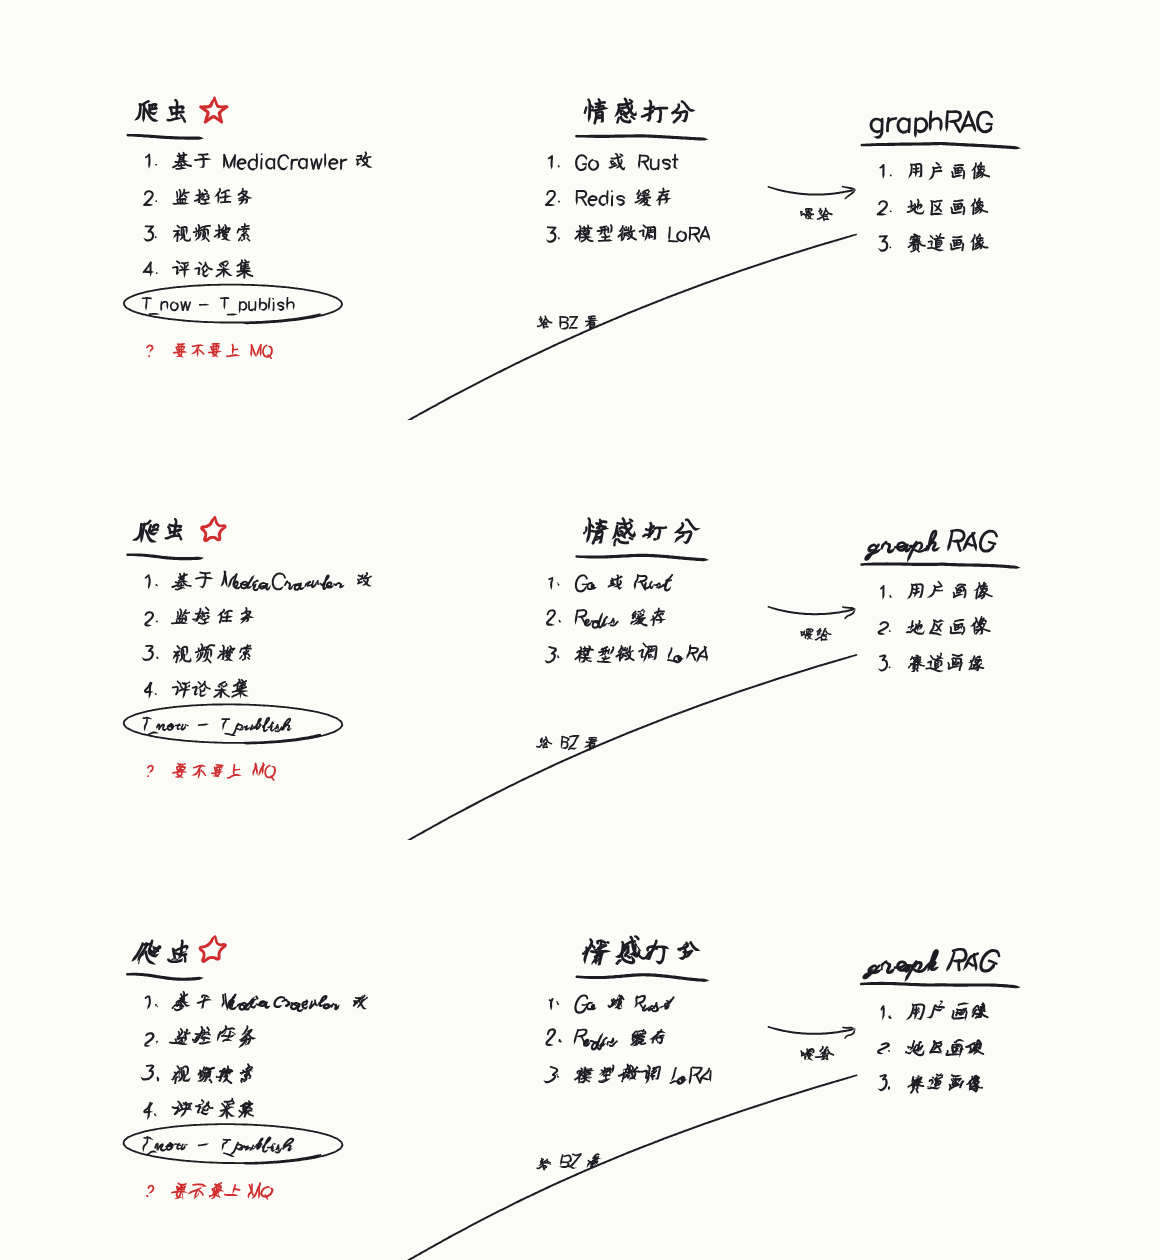 爬虫
1. 基于 MediaCrawler 改
2. 监控任务
3. 视频搜索
4. 评论采集
T_now - T_publish
? 要不要上 MQ
情感打分
1. Go 或 Rust
2. Redis 缓存
3. 模型微调 LoRA
喂给
给 BZ 看
graphRAG
1. 用户画像
2. 地区画像
3. 赛道画像
爬虫
1. 基于 MediaCrawler 改
2. 监控任务
3. 视频搜索
4. 评论采集
T_now - T_publish
? 要不要上 MQ
情感打分
1. Go 或 Rust
2. Redis 缓存
3. 模型微调 LoRA
喂给
给 BZ 看
graph RAG
1. 用户画像
2. 地区画像
3. 赛道画像
爬虫
1. 基于 MediaCrawler 改
2. 监控任务
3. 视频搜索
4. 评论采集
T_now - T_publish
? 要不要上 MQ
情感打分
1. Go 或 Rust
2. Redis 缓存
3. 模型微调 LoRA
喂给
给 BZ 看
graph RAG
1. 用户画像
2. 地区画像
3. 赛道画像